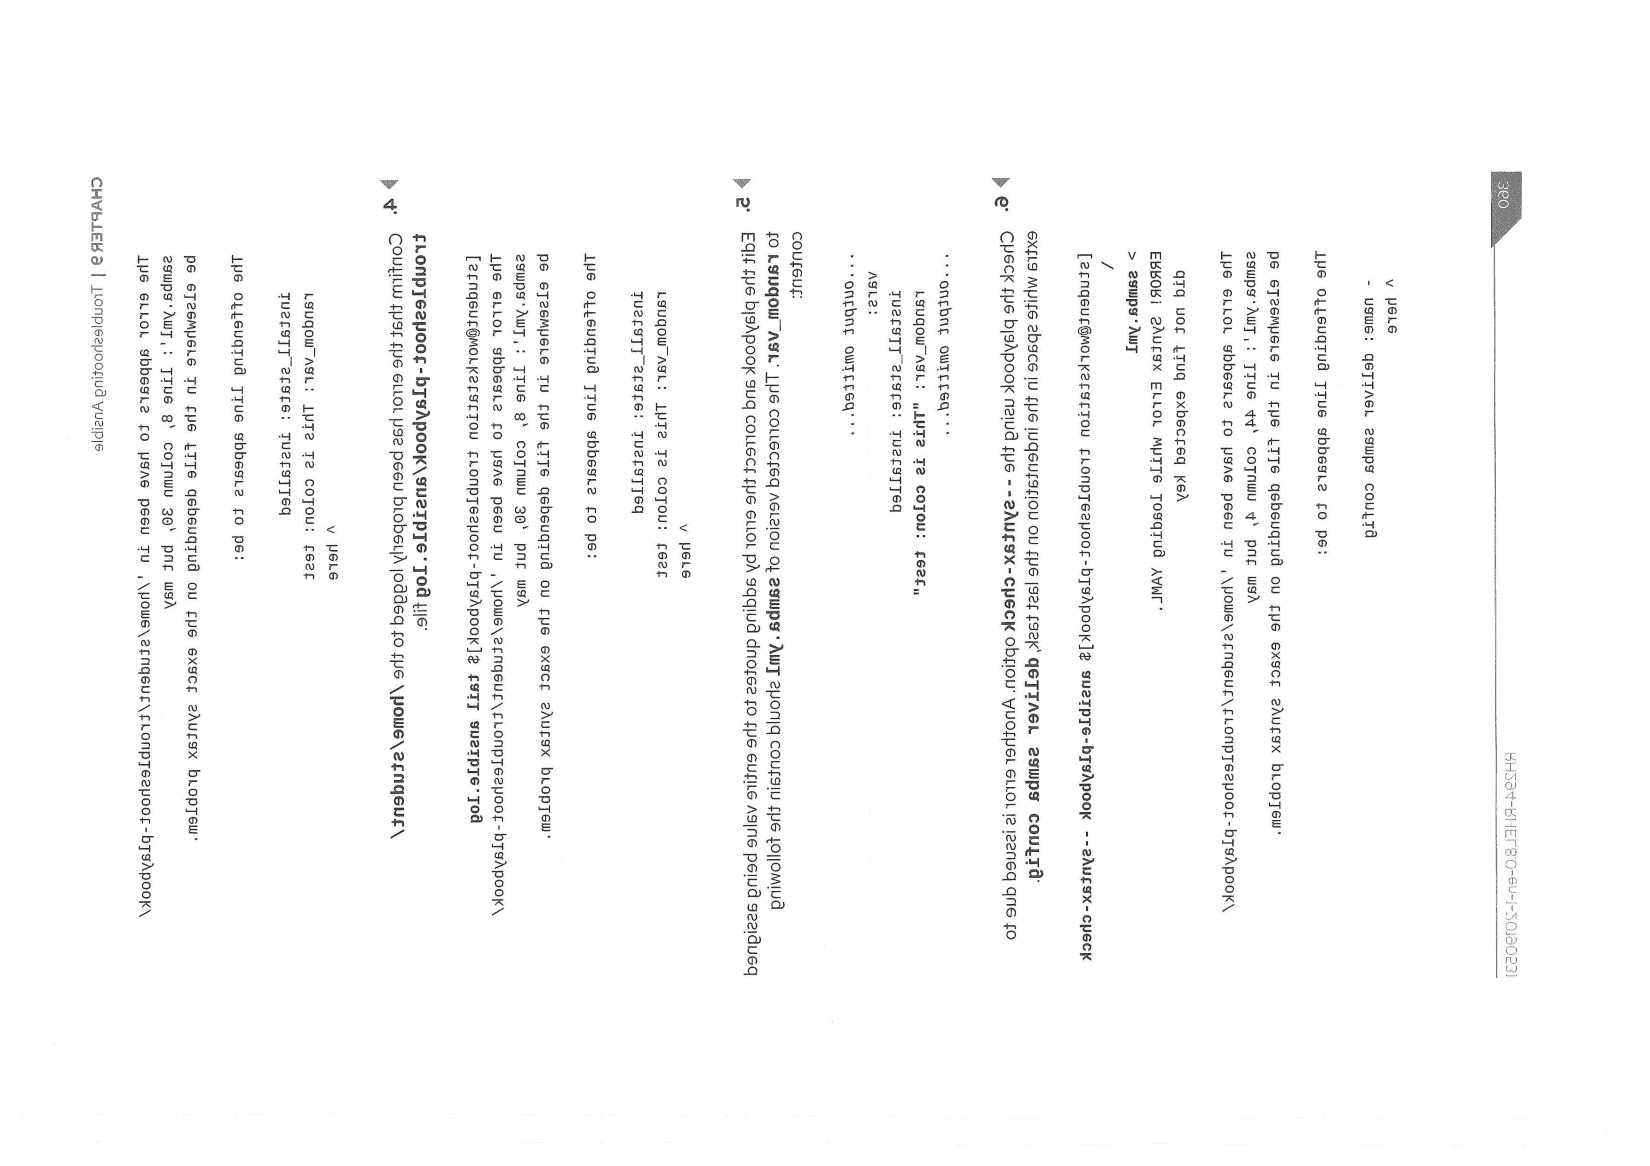 CHAPTER 9 | Troubleshooting Ansible
The error appears to have been in '/home/student/troubleshoot-playbook/
samba.yml': line 8, column 30, but may
be elsewhere in the file depending on the exact syntax problem.
The offending line appears to be:
install_state: installed
random_var: This is colon: test
^ here
4. Confirm that the error has been properly logged to the /home/student/
troubleshoot-playbook/ansible.log file.
[student@workstation troubleshoot-playbook]$ tail ansible.log
The error appears to have been in '/home/student/troubleshoot-playbook/
samba.yml': line 8, column 30, but may
be elsewhere in the file depending on the exact syntax problem.
The offending line appears to be:
install_state: installed
random_var: This is colon: test
^ here
5. Edit the playbook and correct the error by adding quotes to the entire value being assigned
to random_var. The corrected version of samba.yml should contain the following
content:
...output omitted...
vars:
install_state: installed
random_var: "This is colon: test"
...output omitted...
6. Check the playbook using the --syntax-check option. Another error is issued due to
extra white space in the indentation on the last task, deliver samba config.
[student@workstation troubleshoot-playbook]$ ansible-playbook --syntax-check
\
> samba.yml
ERROR! Syntax Error while loading YAML.
did not find expected key
The error appears to have been in '/home/student/troubleshoot-playbook/
samba.yml': line 44, column 4, but may
be elsewhere in the file depending on the exact syntax problem.
The offending line appears to be:
- name: deliver samba config
^ here
360
RH294-RHEL8.0-en-1-20190531